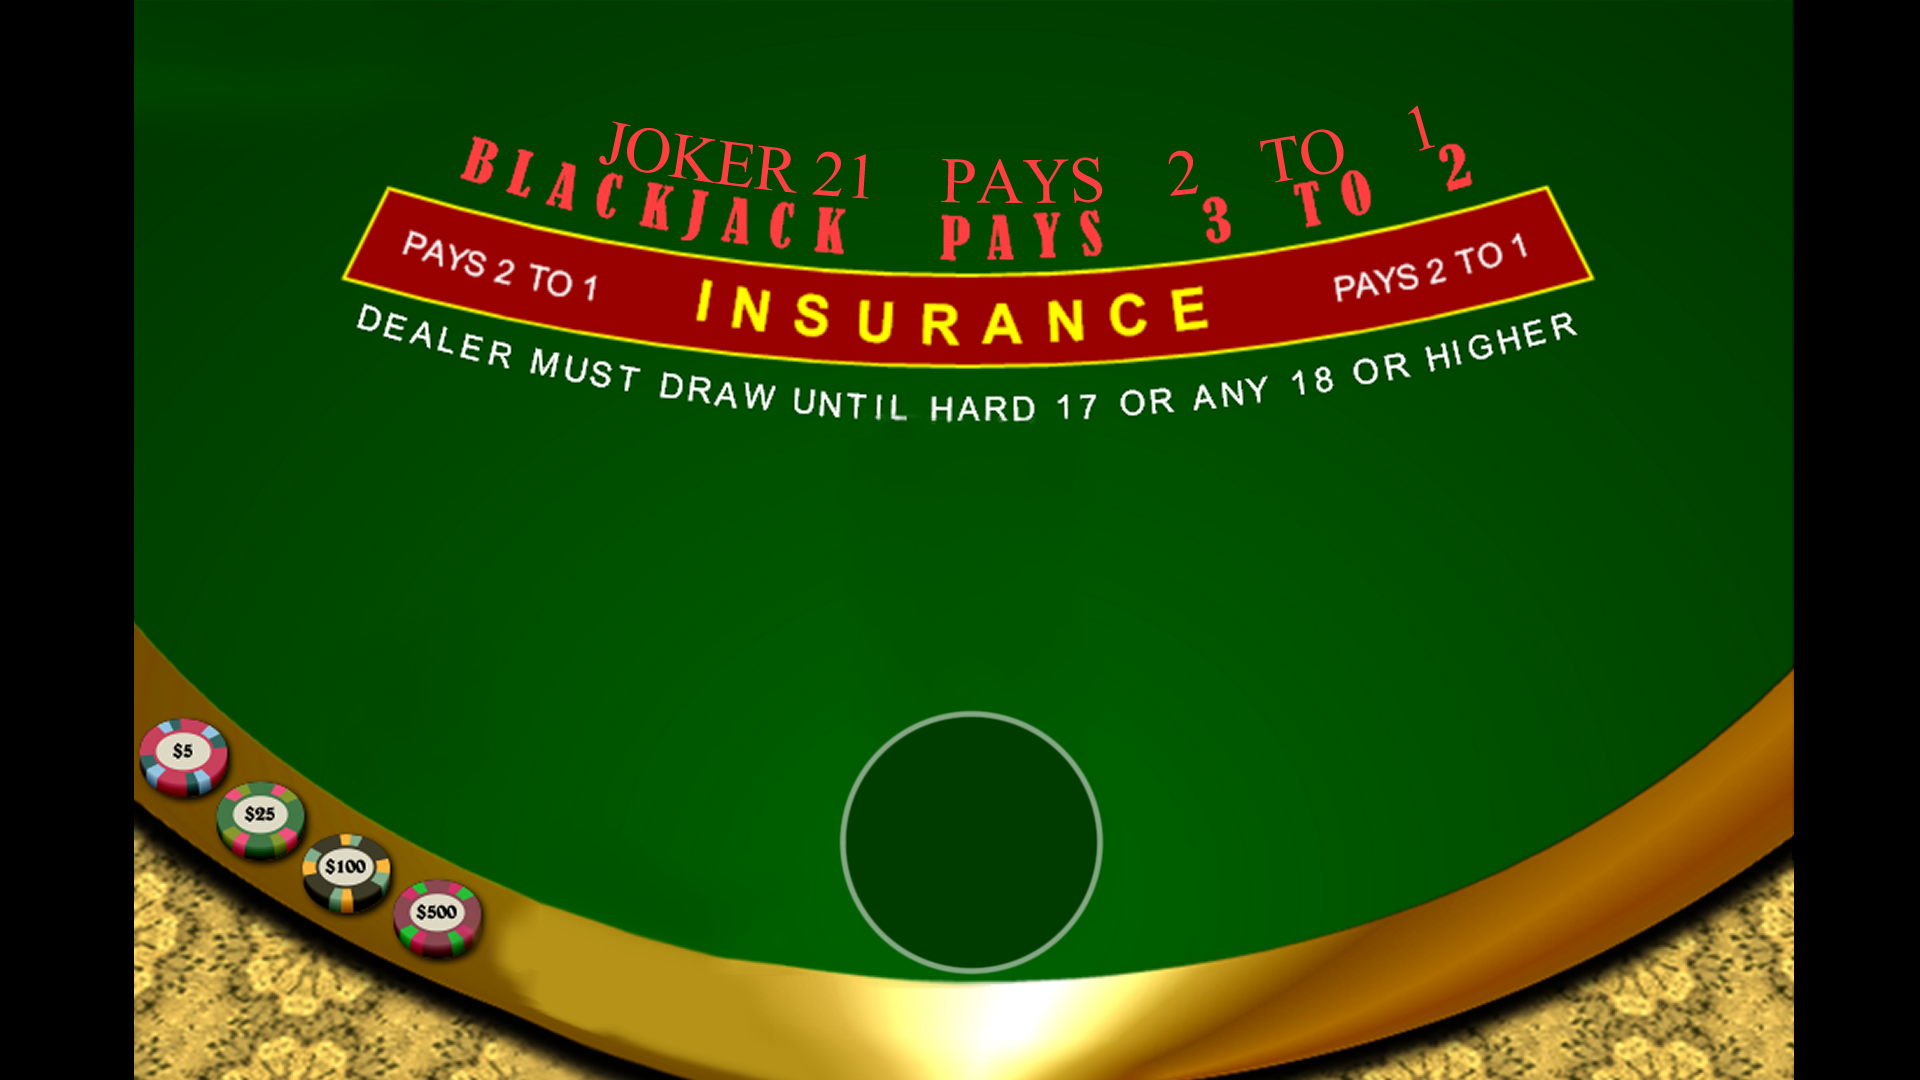 JOKER 21 PAYS 2 TO 1
BLACKJACK PAYS 3 TO 2
PAYS 2 TO 1 INSURANCE PAYS 2 TO 1
DEALER MUST DRAW UNTIL HARD 17 OR ANY 18 OR HIGHER
$5
$25
$100
$500